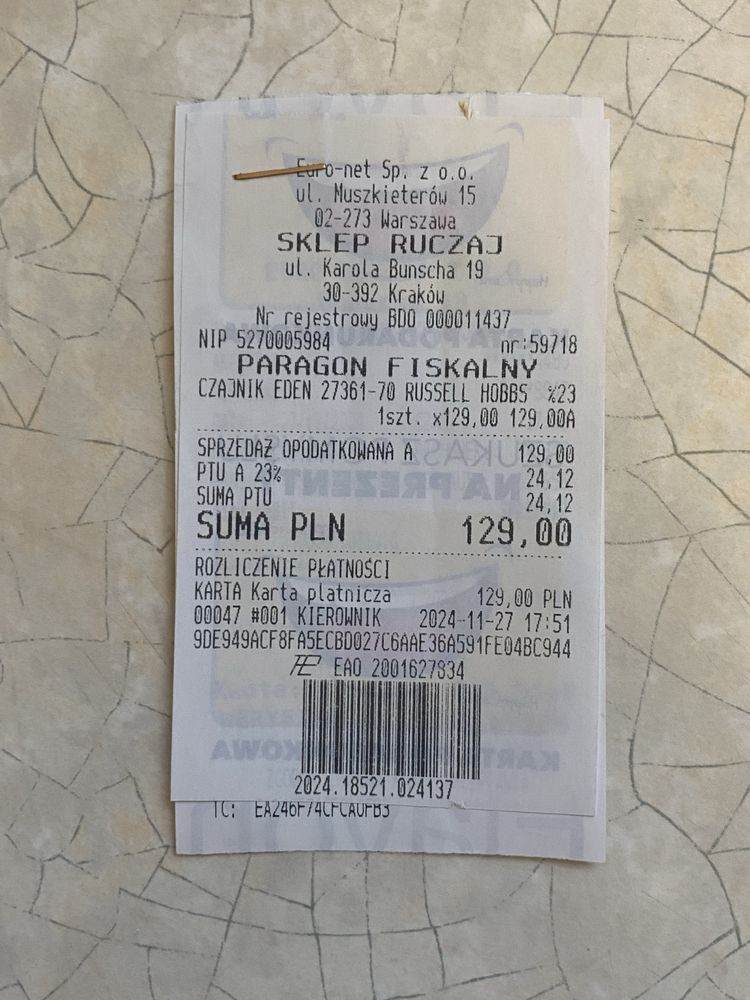 Euro-net Sp. z o.o.
ul. Muszkieterów 15
02-273 Warszawa
SKLEP RUCZAJ
ul. Karola Bunscha 19
30-392 Kraków
Nr rejestrowy BDO 000011437
NIP 5270005984 nr:59718
PARAGON FISKALNY
CZAJNIK EDEN 27361-70 RUSSELL HOBBS %23
1szt. x129,00 129,00A
SPRZEDAŻ OPODATKOWANA A 129,00
PTU A 23% 24,12
SUMA PTU 24,12
SUMA PLN 129,00
ROZLICZENIE PŁATNOŚCI
KARTA Karta platnicza 129,00 PLN
00047 #001 KIEROWNIK 2024-11-27 17:51
9DE949ACF8FA5ECBD027C6AAE36A591FE04BC944
EAO 2001627834
2024.18521.024137
TC: EA246F74CFCA0FB3